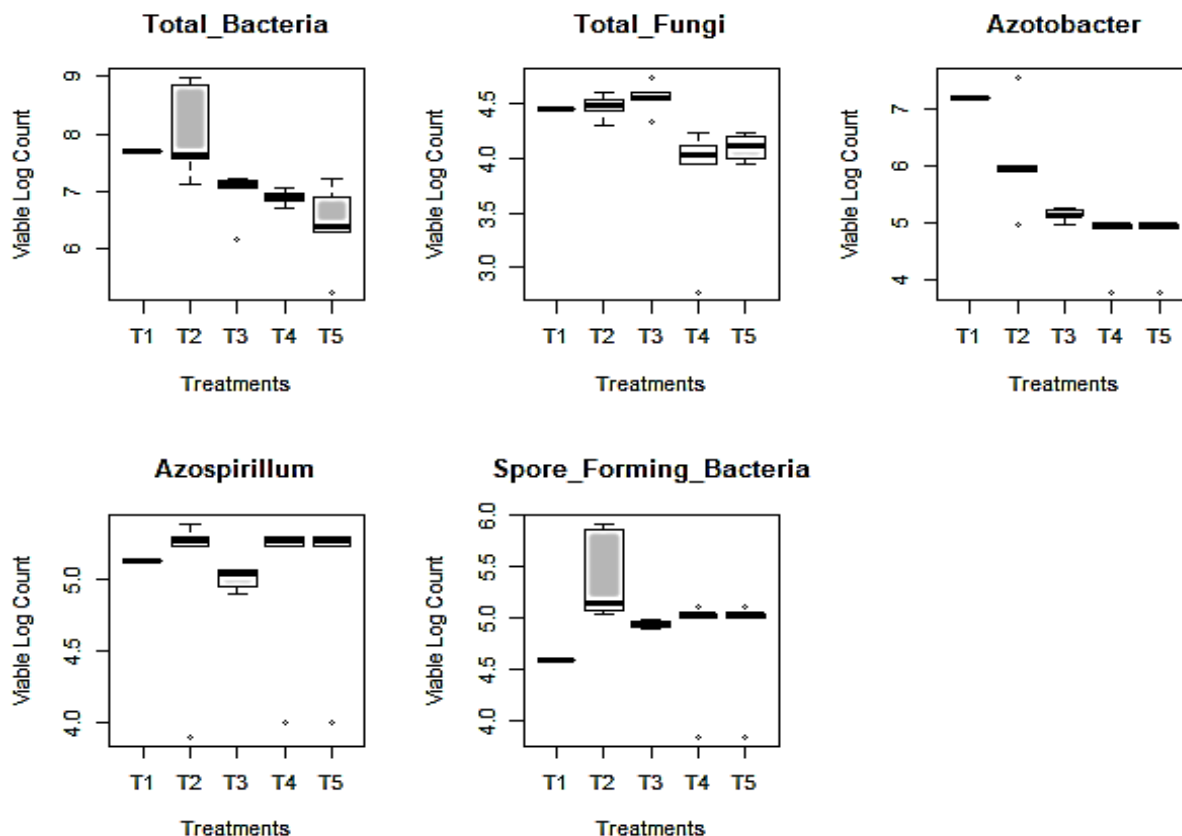 Total_Bacteria
Viable Log Count
9
8
7
6
T1 T2 T3 T4 T5
Treatments
Total_Fungi
Viable Log Count
4.5
4.0
3.5
3.0
T1 T2 T3 T4 T5
Treatments
Azotobacter
Viable Log Count
7
6
5
4
T1 T2 T3 T4 T5
Treatments
Azospirillum
Viable Log Count
5.0
4.5
4.0
T1 T2 T3 T4 T5
Treatments
Spore_Forming_Bacteria
Viable Log Count
6.0
5.5
5.0
4.5
4.0
T1 T2 T3 T4 T5
Treatments